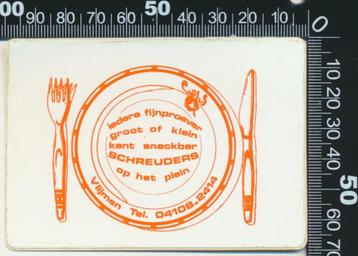 00 90 80 70 60 50 40 30 20 10 0
10
20
30
40
50
60
iedere fijnproever
groot of klein
kent snackbar
SCHREUDERS
op het plein
Vlijmen Tel. 04108-2414